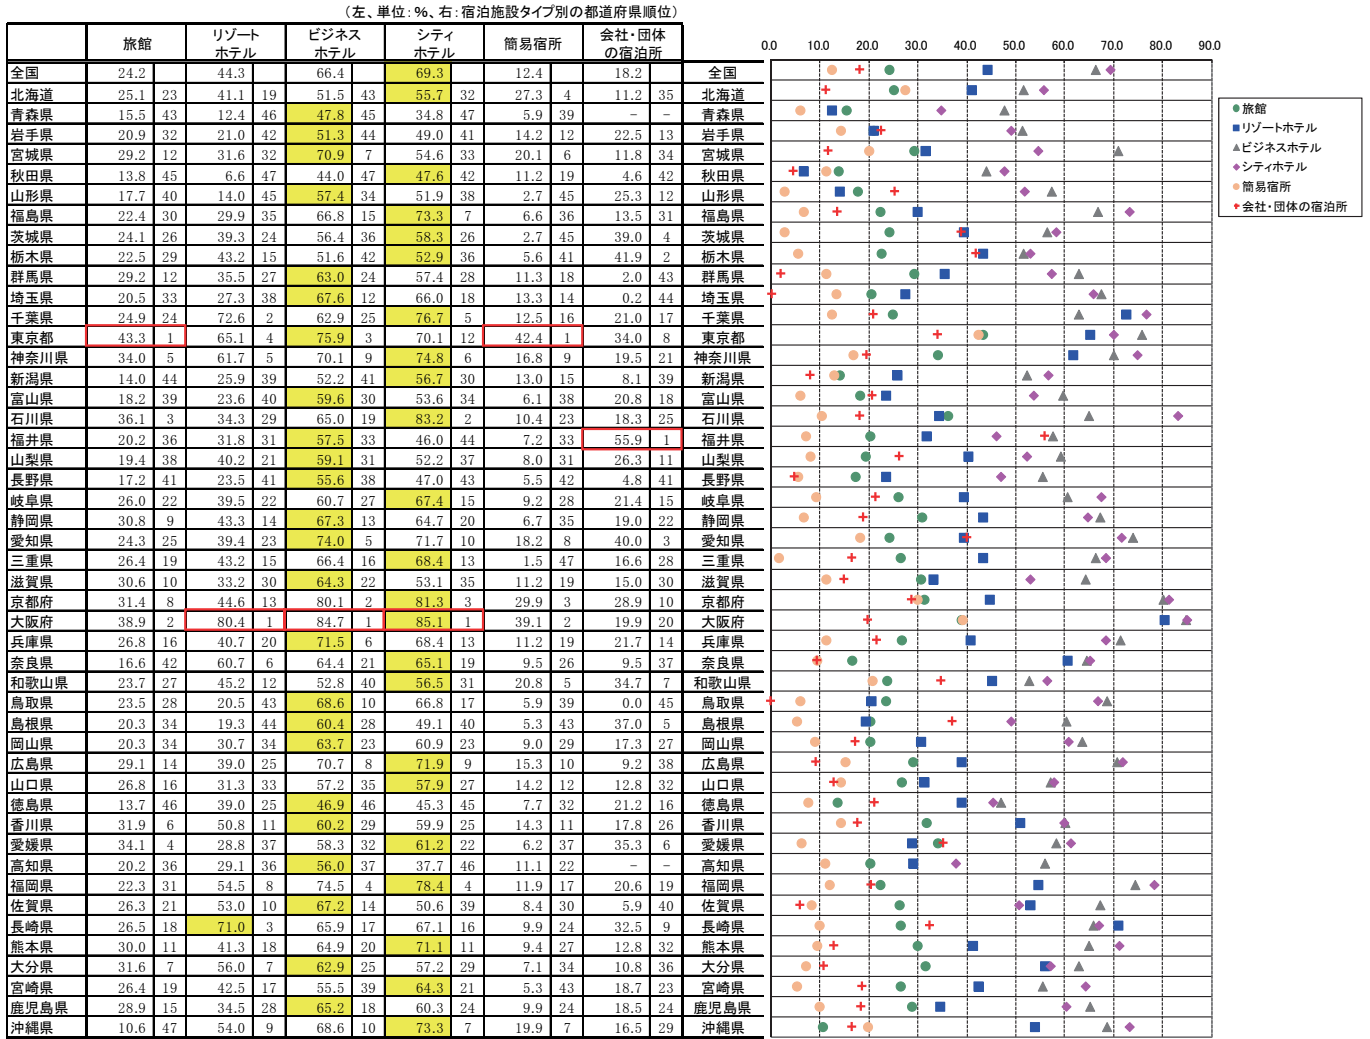 （左、単位：%、右：宿泊施設タイプ別の都道府県順位）
旅館 リゾートホテル ビジネスホテル シティホテル 簡易宿所 会社・団体の宿泊所
0.0 10.0 20.0 30.0 40.0 50.0 60.0 70.0 80.0 90.0
全国 24.2 44.3 66.4 69.3 12.4 18.2 全国
北海道 25.1 23 41.1 19 51.5 43 55.7 32 27.3 4 11.2 35 北海道
青森県 15.5 43 12.4 46 47.8 45 34.8 47 5.9 39 － － 青森県
岩手県 20.9 32 21.0 42 51.3 44 49.0 41 14.2 12 22.5 13 岩手県
宮城県 29.2 12 31.6 32 70.9 7 54.6 33 20.1 6 11.8 34 宮城県
秋田県 13.8 45 6.6 47 44.0 47 47.6 42 11.2 19 4.6 42 秋田県
山形県 17.7 40 14.0 45 57.4 34 51.9 38 2.7 45 25.3 12 山形県
福島県 22.4 30 29.9 35 66.8 15 73.3 7 6.6 36 13.5 31 福島県
茨城県 24.1 26 39.3 24 56.4 36 58.3 26 2.7 45 39.0 4 茨城県
栃木県 22.5 29 43.2 15 51.6 42 52.9 36 5.6 41 41.9 2 栃木県
群馬県 29.2 12 35.5 27 63.0 24 57.4 28 11.3 18 2.0 43 群馬県
埼玉県 20.5 33 27.3 38 67.6 12 66.0 18 13.3 14 0.2 44 埼玉県
千葉県 24.9 24 72.6 2 62.9 25 76.7 5 12.5 16 21.0 17 千葉県
東京都 43.3 1 65.1 4 75.9 3 70.1 12 42.4 1 34.0 8 東京都
神奈川県 34.0 5 61.7 5 70.1 9 74.8 6 16.8 9 19.5 21 神奈川県
新潟県 14.0 44 25.9 39 52.2 41 56.7 30 13.0 15 8.1 39 新潟県
富山県 18.2 39 23.6 40 59.6 30 53.6 34 6.1 38 20.8 18 富山県
石川県 36.1 3 34.3 29 65.0 19 83.2 2 10.4 23 18.3 25 石川県
福井県 20.2 36 31.8 31 57.5 33 46.0 44 7.2 33 55.9 1 福井県
山梨県 19.4 38 40.2 21 59.1 31 52.2 37 8.0 31 26.3 11 山梨県
長野県 17.2 41 23.5 41 55.6 38 47.0 43 5.5 42 4.8 41 長野県
岐阜県 26.0 22 39.5 22 60.7 27 67.4 15 9.2 28 21.4 15 岐阜県
静岡県 30.8 9 43.3 14 67.3 13 64.7 20 6.7 35 19.0 22 静岡県
愛知県 24.3 25 39.4 23 74.0 5 71.7 10 18.2 8 40.0 3 愛知県
三重県 26.4 19 43.2 15 66.4 16 68.4 13 1.5 47 16.6 28 三重県
滋賀県 30.6 10 33.2 30 64.3 22 53.1 35 11.2 19 15.0 30 滋賀県
京都府 31.4 8 44.6 13 80.1 2 81.3 3 29.9 3 28.9 10 京都府
大阪府 38.9 2 80.4 1 84.7 1 85.1 1 39.1 2 19.9 20 大阪府
兵庫県 26.8 16 40.7 20 71.5 6 68.4 13 11.2 19 21.7 14 兵庫県
奈良県 16.6 42 60.7 6 64.4 21 65.1 19 9.5 26 9.5 37 奈良県
和歌山県 23.7 27 45.2 12 52.8 40 56.5 31 20.8 5 34.7 7 和歌山県
鳥取県 23.5 28 20.5 43 68.6 10 66.8 17 5.9 39 0.0 45 鳥取県
島根県 20.3 34 19.3 44 60.4 28 49.1 40 5.3 43 37.0 5 島根県
岡山県 20.3 34 30.7 34 63.7 23 60.9 23 9.0 29 17.3 27 岡山県
広島県 29.1 14 39.0 25 70.7 8 71.9 9 15.3 10 9.2 38 広島県
山口県 26.8 16 31.3 33 57.2 35 57.9 27 14.2 12 12.8 32 山口県
徳島県 13.7 46 39.0 25 46.9 46 45.3 45 7.7 32 21.2 16 徳島県
香川県 31.9 6 50.8 11 60.2 29 59.9 25 14.3 11 17.8 26 香川県
愛媛県 34.1 4 28.8 37 58.3 32 61.2 22 6.2 37 35.3 6 愛媛県
高知県 20.2 36 29.1 36 56.0 37 37.7 46 11.1 22 － － 高知県
福岡県 22.3 31 54.5 8 74.5 4 78.4 4 11.9 17 20.6 19 福岡県
佐賀県 26.3 21 53.0 10 67.2 14 50.6 39 8.4 30 5.9 40 佐賀県
長崎県 26.5 18 71.0 3 65.9 17 67.1 16 9.9 24 32.5 9 長崎県
熊本県 30.0 11 41.3 18 64.9 20 71.1 11 9.4 27 12.8 32 熊本県
大分県 31.6 7 56.0 7 62.9 25 57.2 29 7.1 34 10.8 36 大分県
宮崎県 26.4 19 42.5 17 55.5 39 64.3 21 5.3 43 18.7 23 宮崎県
鹿児島県 28.9 15 34.5 28 65.2 18 60.3 24 9.9 24 18.5 24 鹿児島県
沖縄県 10.6 47 54.0 9 68.6 10 73.3 7 19.9 7 16.5 29 沖縄県
旅館
リゾートホテル
ビジネスホテル
シティホテル
簡易宿所
会社・団体の宿泊所